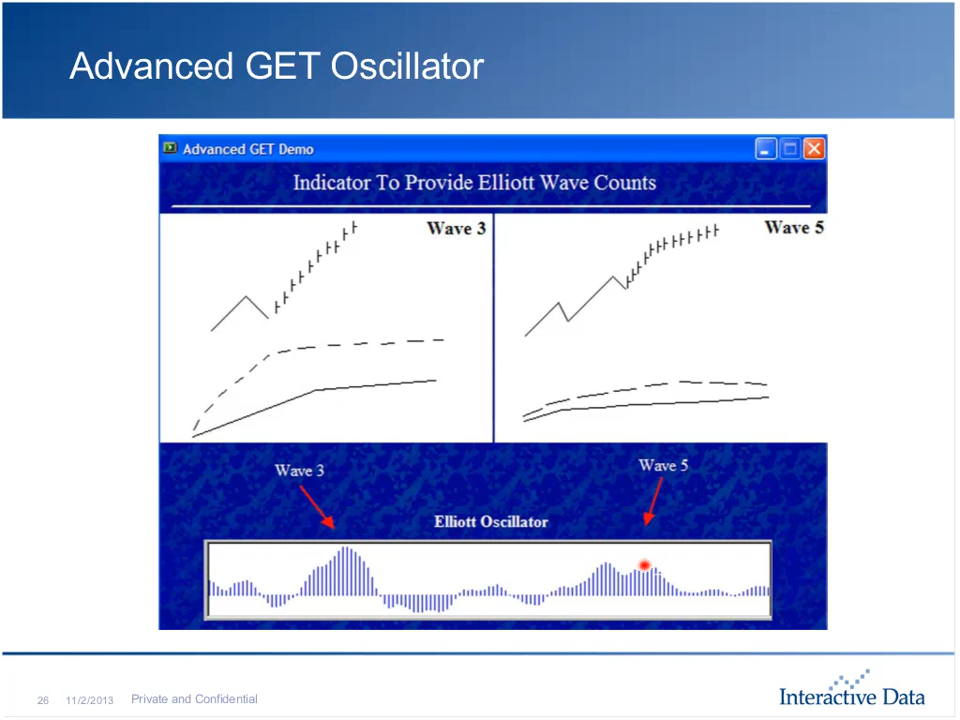 Advanced GET Oscillator
Advanced GET Demo
Indicator To Provide Elliott Wave Counts
Wave 3
Wave 5
Wave 3
Wave 5
Elliott Oscillator
26 11/2/2013 Private and Confidential
Interactive Data